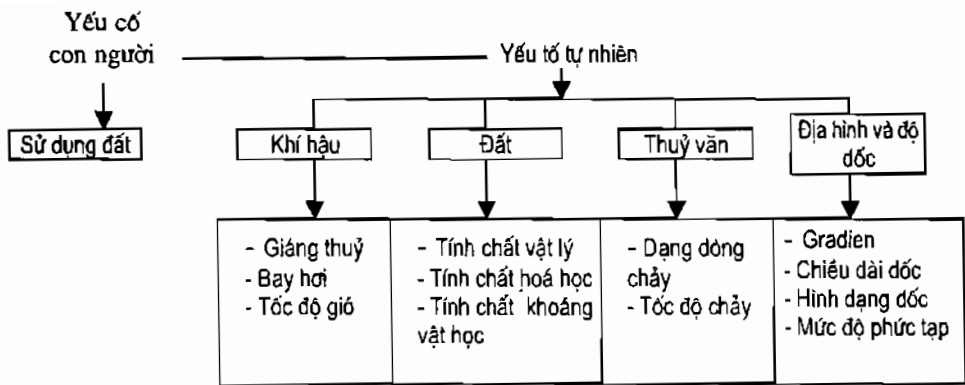 Yếu cố
con người
Yếu tố tự nhiên
Sử dụng đất
Khí hậu
Đất
Thuỷ văn
Địa hình và độ
dốc
- Giáng thuỷ
- Bay hơi
- Tốc độ gió
- Tính chất vật lý
- Tính chất hoá học
- Tính chất khoáng
vật học
- Dạng dòng
chảy
- Tốc độ chảy
- Gradien
- Chiều dài dốc
- Hình dạng dốc
- Mức độ phức tạp